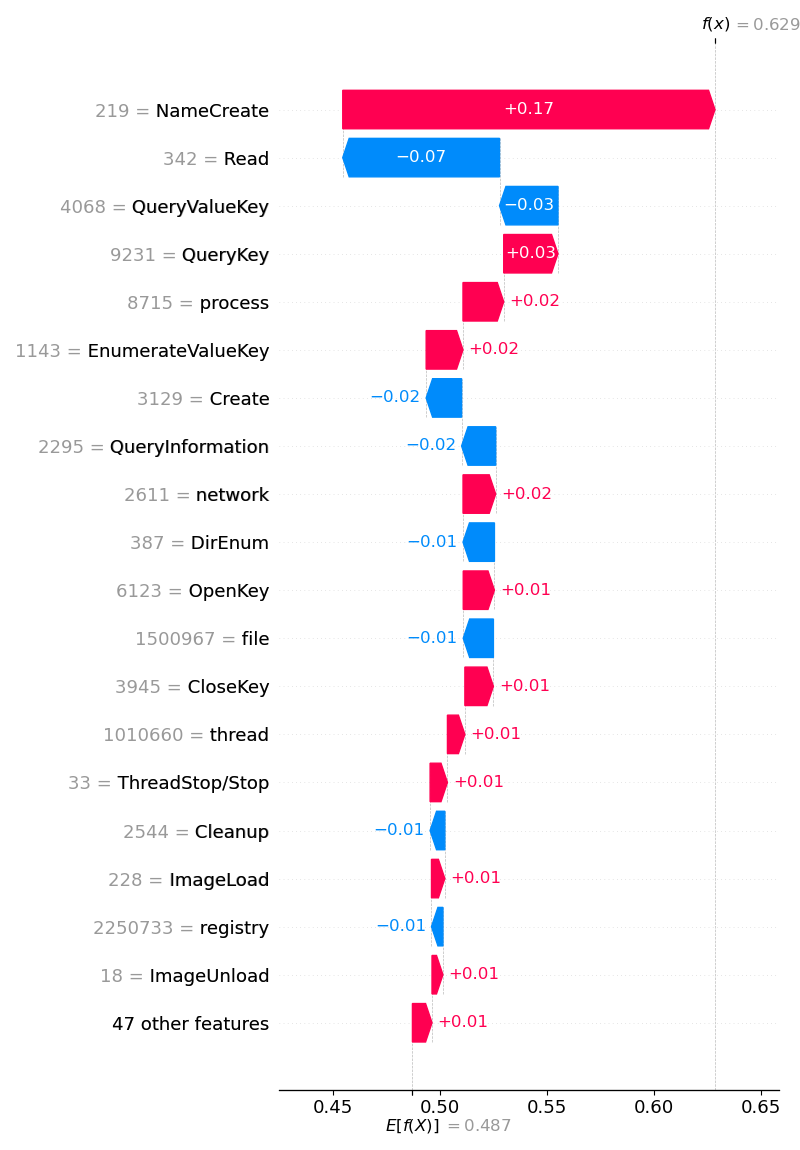 f(x) = 0.629
219 = NameCreate +0.17
342 = Read −0.07
4068 = QueryValueKey −0.03
9231 = QueryKey +0.03
8715 = process +0.02
1143 = EnumerateValueKey +0.02
3129 = Create −0.02
2295 = QueryInformation −0.02
2611 = network +0.02
387 = DirEnum −0.01
6123 = OpenKey +0.01
1500967 = file −0.01
3945 = CloseKey +0.01
1010660 = thread +0.01
33 = ThreadStop/Stop +0.01
2544 = Cleanup −0.01
228 = ImageLoad +0.01
2250733 = registry −0.01
18 = ImageUnload +0.01
47 other features +0.01
0.45 0.50 0.55 0.60 0.65
E[f(X)] = 0.487